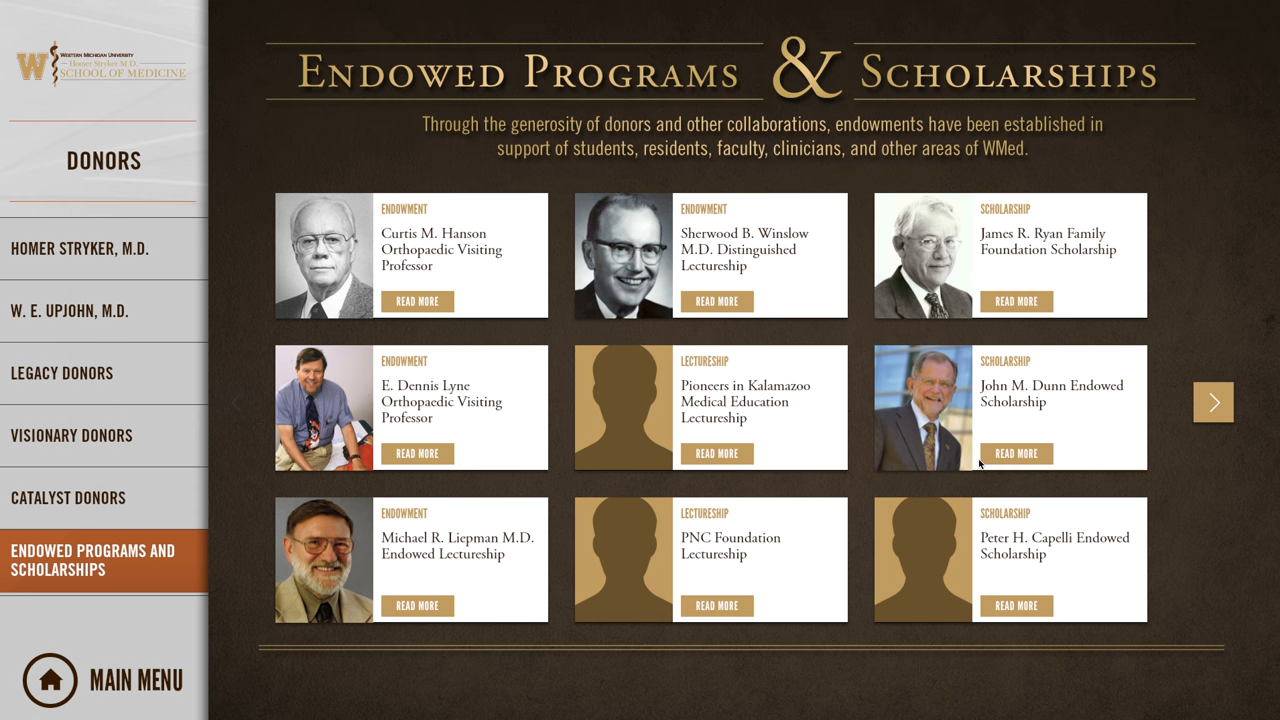 WESTERN MICHIGAN UNIVERSITY
Homer Stryker M.D.
SCHOOL OF MEDICINE
DONORS
HOMER STRYKER, M.D.
W. E. UPJOHN, M.D.
LEGACY DONORS
VISIONARY DONORS
CATALYST DONORS
ENDOWED PROGRAMS AND
SCHOLARSHIPS
MAIN MENU
ENDOWED PROGRAMS & SCHOLARSHIPS
Through the generosity of donors and other collaborations, endowments have been established in
support of students, residents, faculty, clinicians, and other areas of WMed.
ENDOWMENT
Curtis M. Hanson
Orthopaedic Visiting
Professor
READ MORE
ENDOWMENT
Sherwood B. Winslow
M.D. Distinguished
Lectureship
READ MORE
SCHOLARSHIP
James R. Ryan Family
Foundation Scholarship
READ MORE
ENDOWMENT
E. Dennis Lyne
Orthopaedic Visiting
Professor
READ MORE
LECTURESHIP
Pioneers in Kalamazoo
Medical Education
Lectureship
READ MORE
SCHOLARSHIP
John M. Dunn Endowed
Scholarship
READ MORE
ENDOWMENT
Michael R. Liepman M.D.
Endowed Lectureship
READ MORE
LECTURESHIP
PNC Foundation
Lectureship
READ MORE
SCHOLARSHIP
Peter H. Capelli Endowed
Scholarship
READ MORE